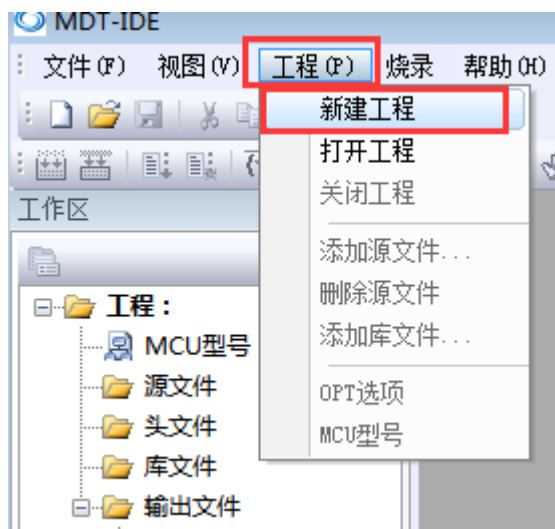 MDT-IDE
文件(F) 视图(V) 工程(P) 烧录 帮助(H)
新建工程
打开工程
关闭工程
添加源文件...
删除源文件
添加库文件...
OPT选项
MCU型号
工作区
工程：
MCU型号
源文件
头文件
库文件
输出文件